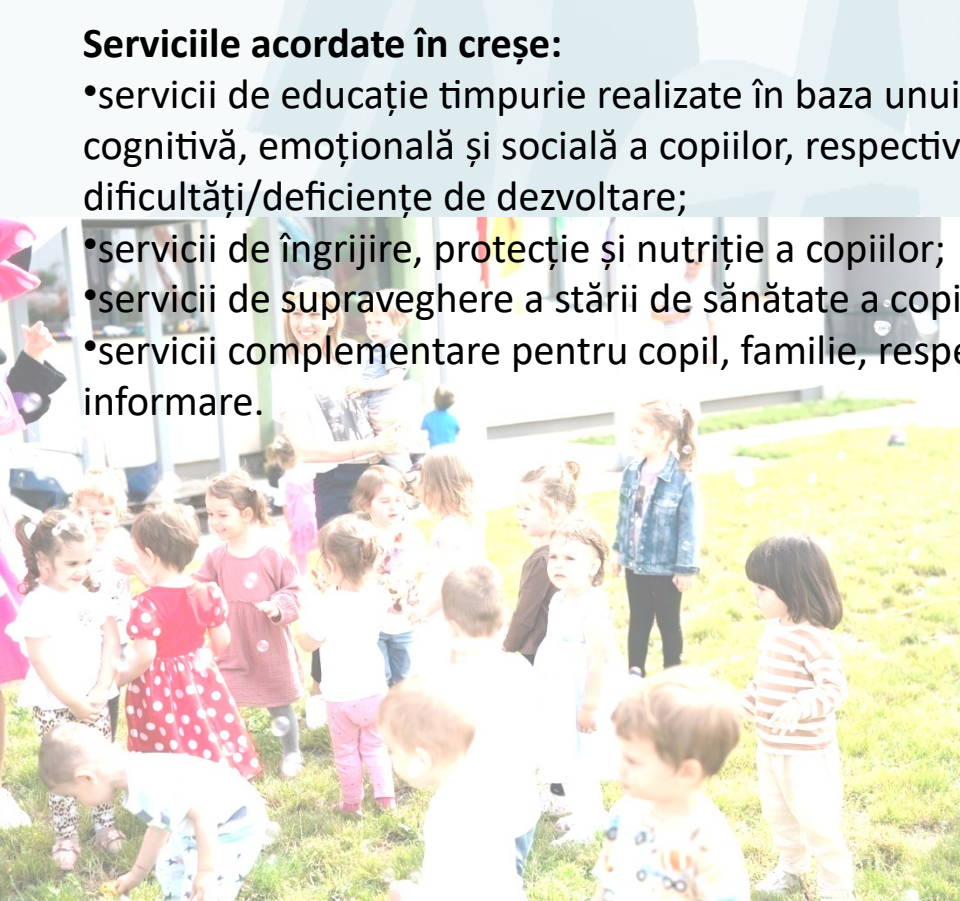 Serviciile acordate în creșe:
•servicii de educație timpurie realizate în baza unui
cognitivă, emoțională și socială a copiilor, respectiv
dificultăți/deficiențe de dezvoltare;
•servicii de îngrijire, protecție și nutriție a copiilor;
•servicii de supraveghere a stării de sănătate a copi
•servicii complementare pentru copil, familie, respe
informare.